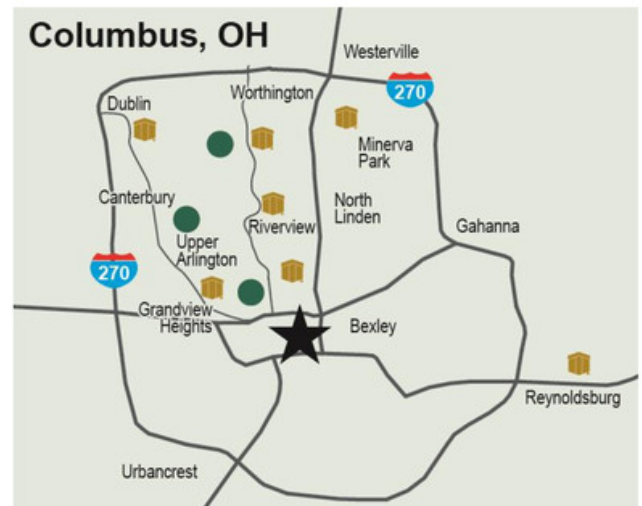 Columbus, OH
Westerville
270
Dublin
Worthington
Minerva
Park
Canterbury
North
Linden
Riverview
Gahanna
Upper
Arlington
270
Grandview
Heights
Bexley
Reynoldsburg
Urbancrest